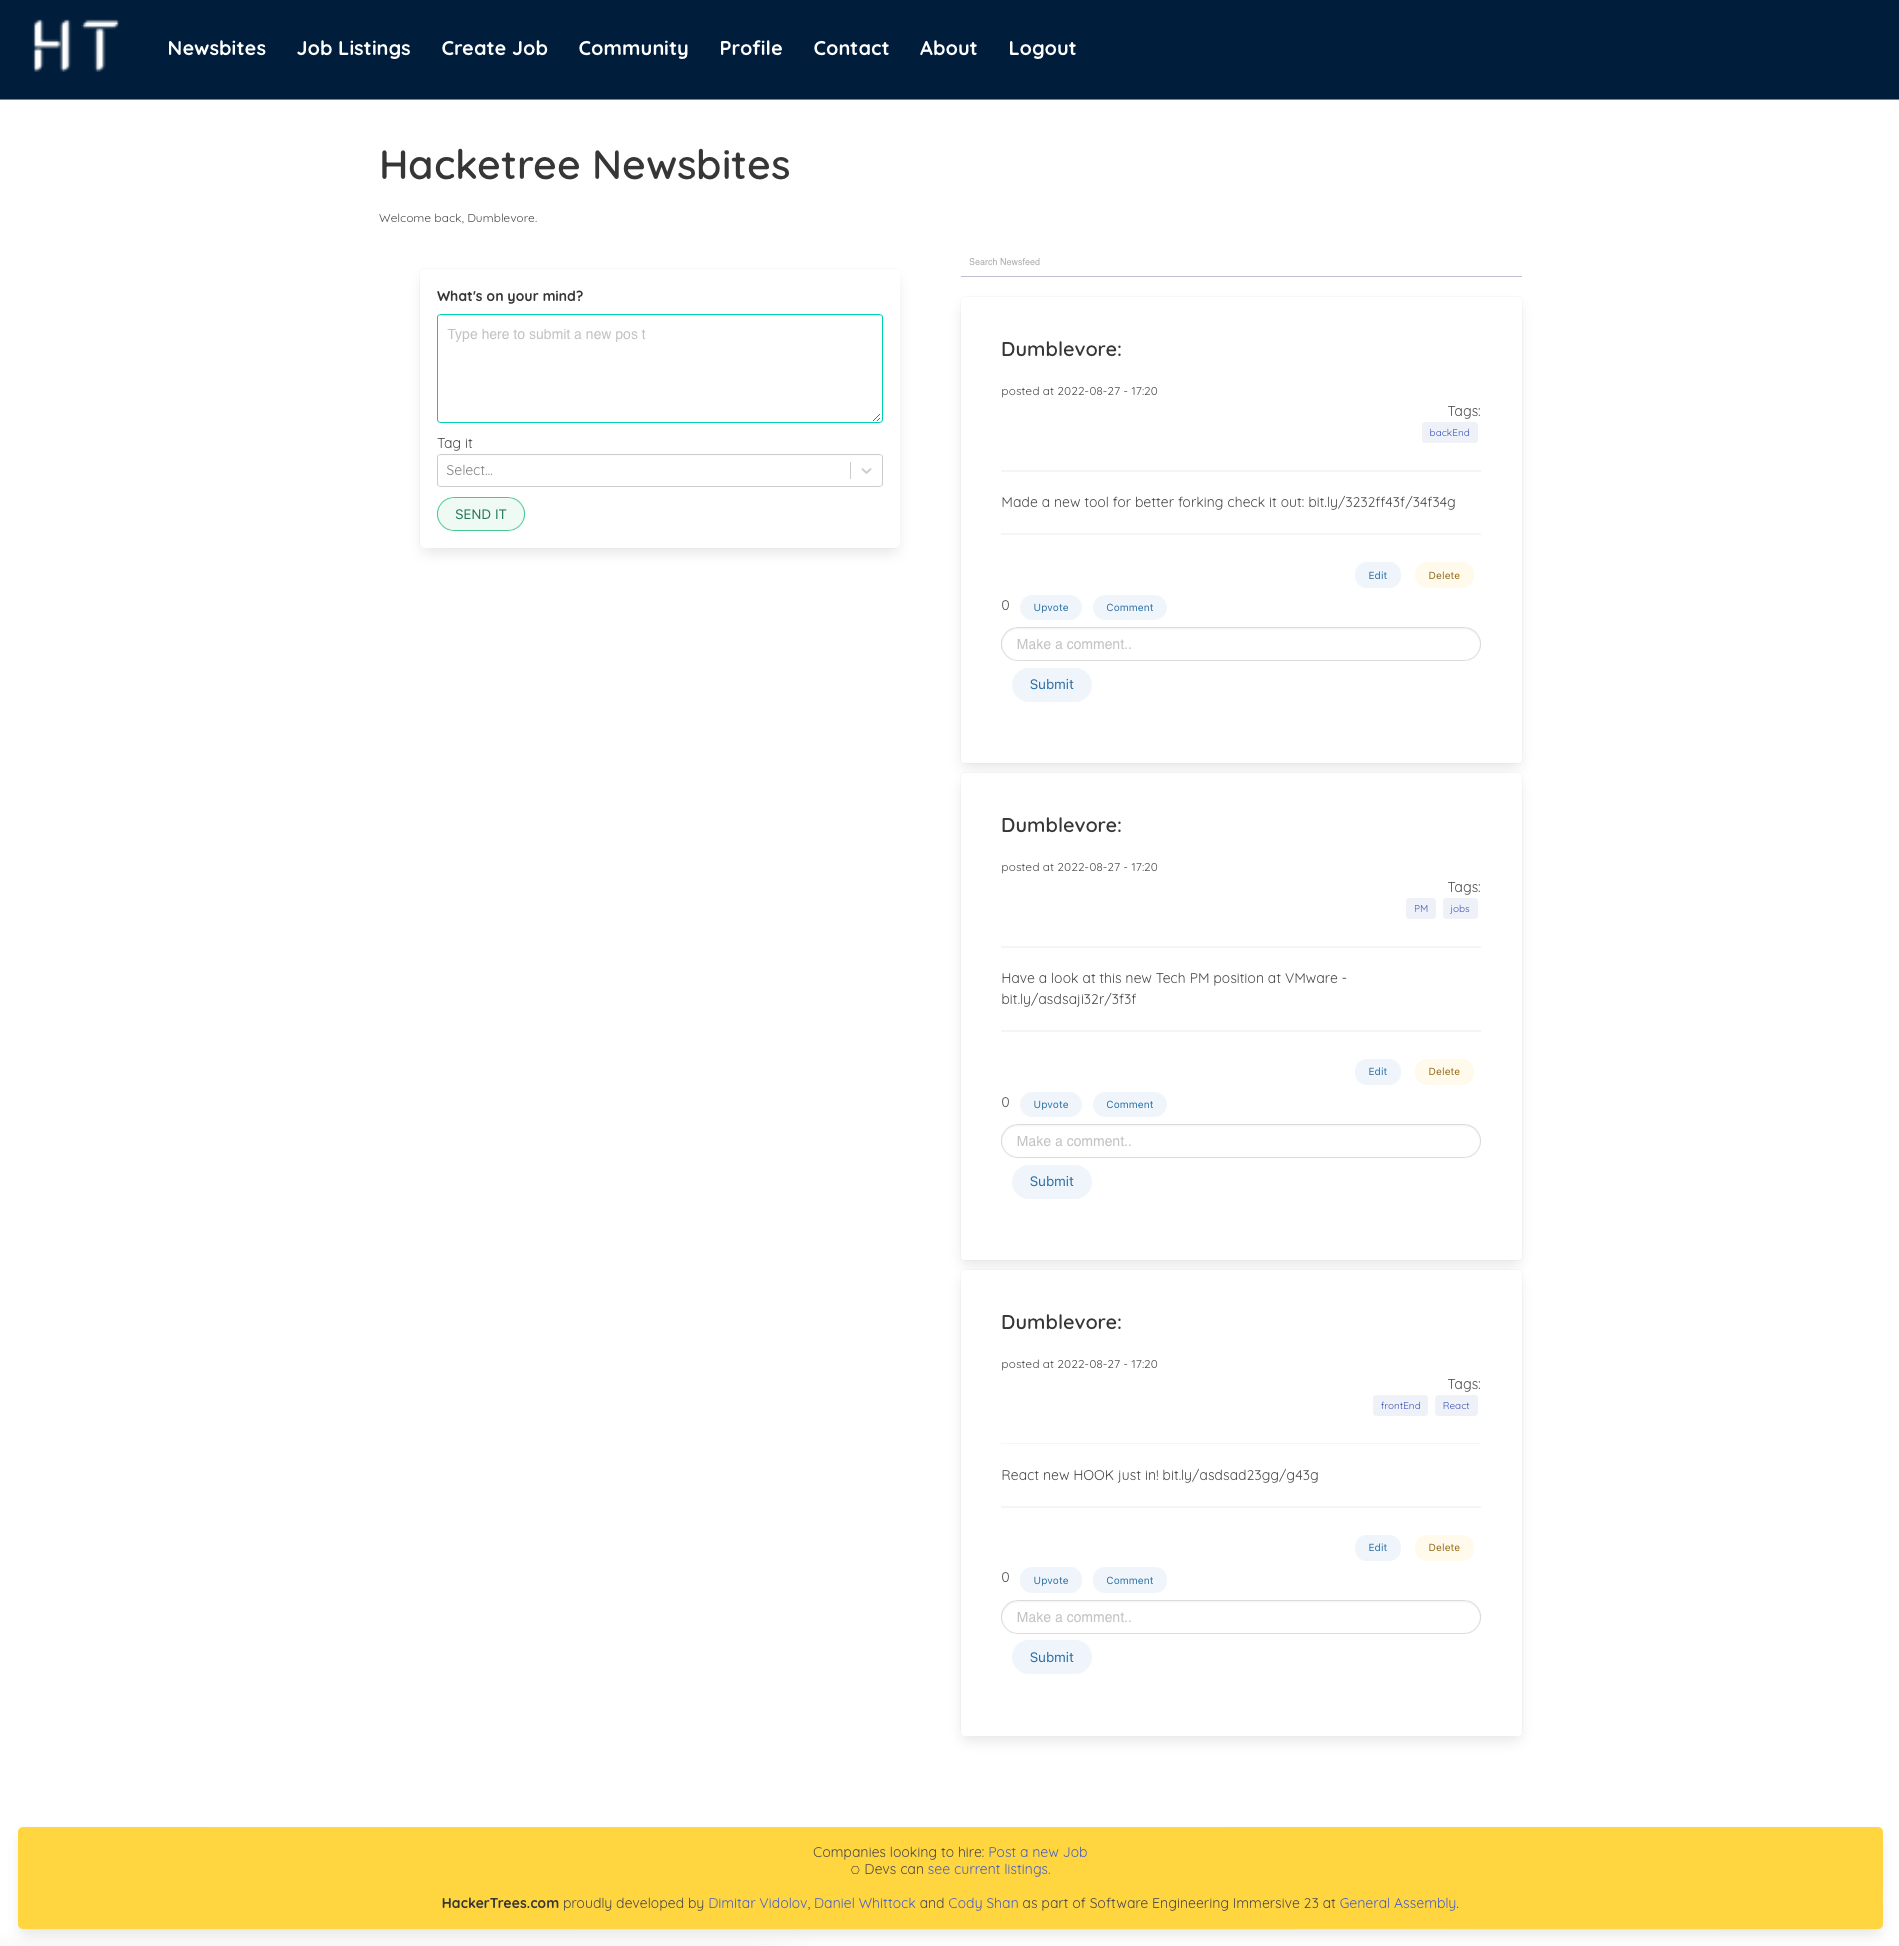 HT
Newsbites Job Listings Create Job Community Profile Contact About Logout
Hacketree Newsbites
Welcome back, Dumblevore.
What's on your mind?
Type here to submit a new pos t
Tag it
Select...
SEND IT
Search Newsfeed
Dumblevore:
posted at 2022-08-27 - 17:20
Tags:
backEnd
Made a new tool for better forking check it out: bit.ly/3232ff43f/34f34g
Edit Delete
0 Upvote Comment
Make a comment..
Submit
Dumblevore:
posted at 2022-08-27 - 17:20
Tags:
PM jobs
Have a look at this new Tech PM position at VMware -
bit.ly/asdsaji32r/3f3f
Edit Delete
0 Upvote Comment
Make a comment..
Submit
Dumblevore:
posted at 2022-08-27 - 17:20
Tags:
frontEnd React
React new HOOK just in! bit.ly/asdsad23gg/g43g
Edit Delete
0 Upvote Comment
Make a comment..
Submit
Companies looking to hire: Post a new Job
○ Devs can see current listings.
HackerTrees.com proudly developed by Dimitar Vidolov, Daniel Whittock and Cody Shan as part of Software Engineering Immersive 23 at General Assembly.